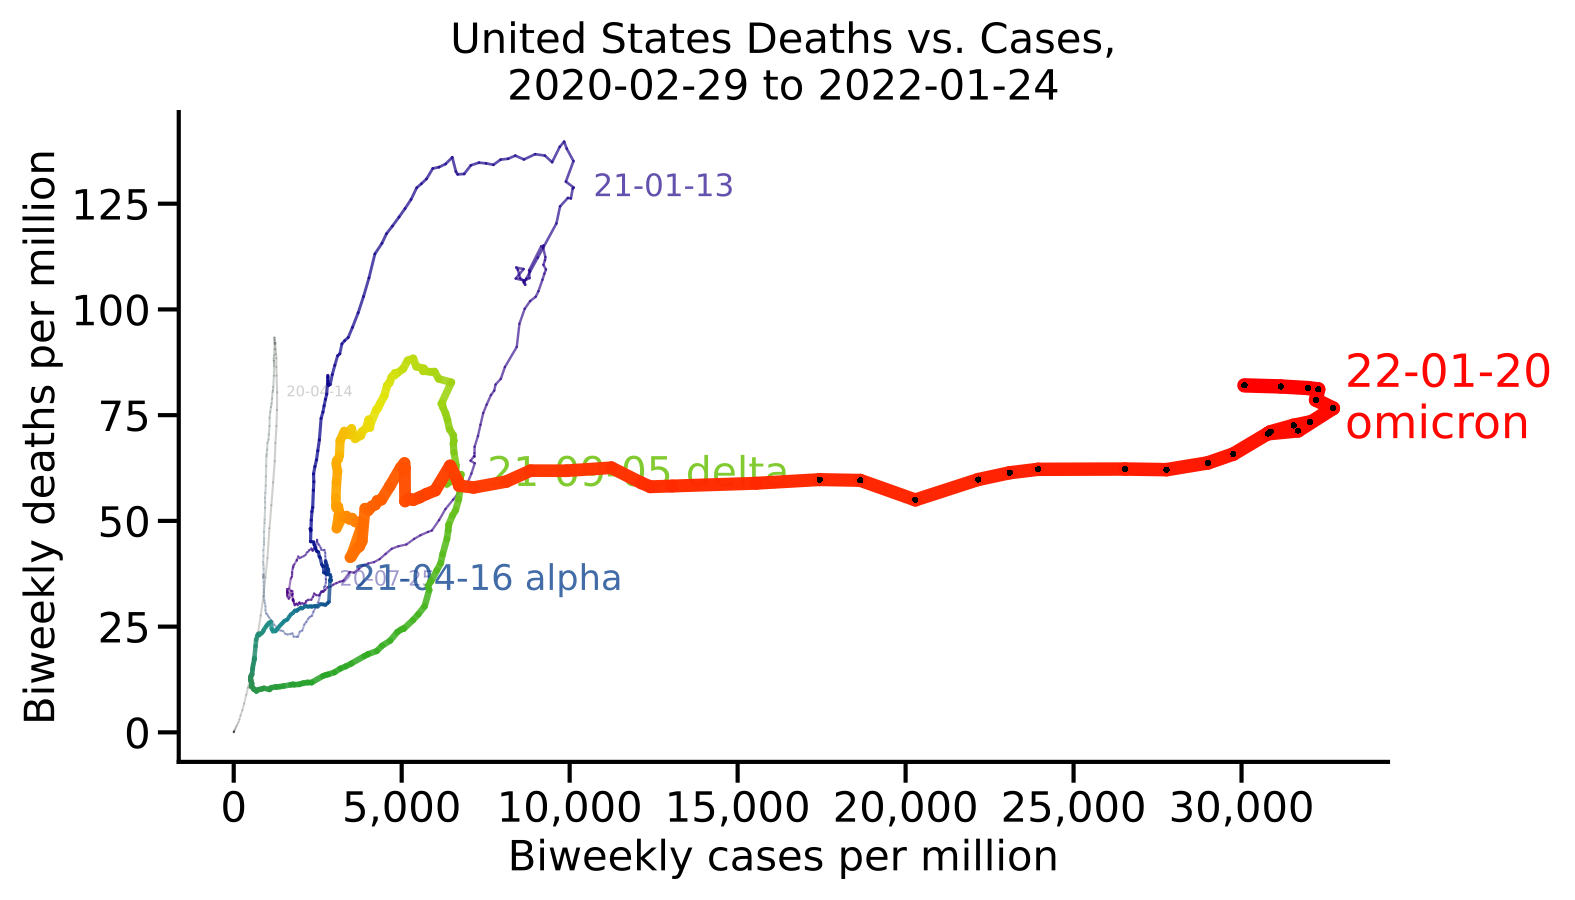 United States Deaths vs. Cases,
2020-02-29 to 2022-01-24
Biweekly deaths per million
125
100
75
50
25
0
21-01-13
20-04-14
22-01-20
omicron
21-09-05 delta
20-07-25
21-04-16 alpha
0 5,000 10,000 15,000 20,000 25,000 30,000
Biweekly cases per million